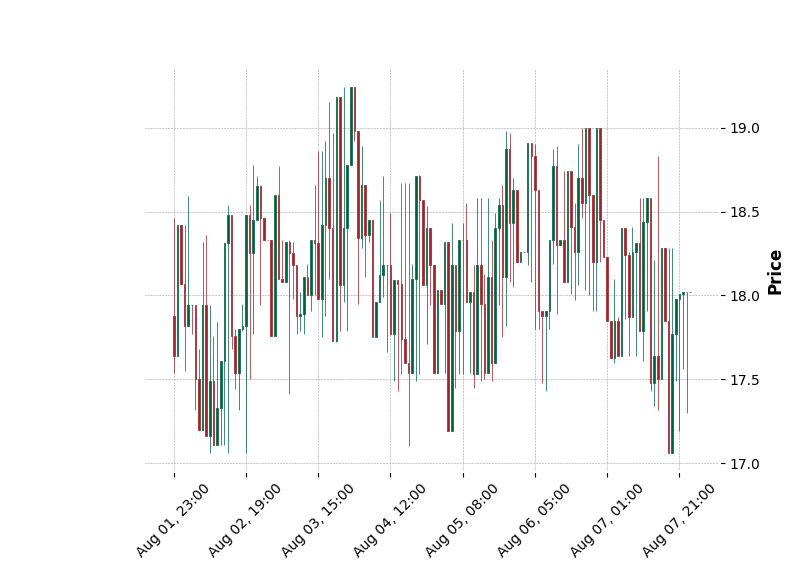 19.0
18.5
18.0
17.5
17.0
Price
Aug 01, 23:00
Aug 02, 19:00
Aug 03, 15:00
Aug 04, 12:00
Aug 05, 08:00
Aug 06, 05:00
Aug 07, 01:00
Aug 07, 21:00